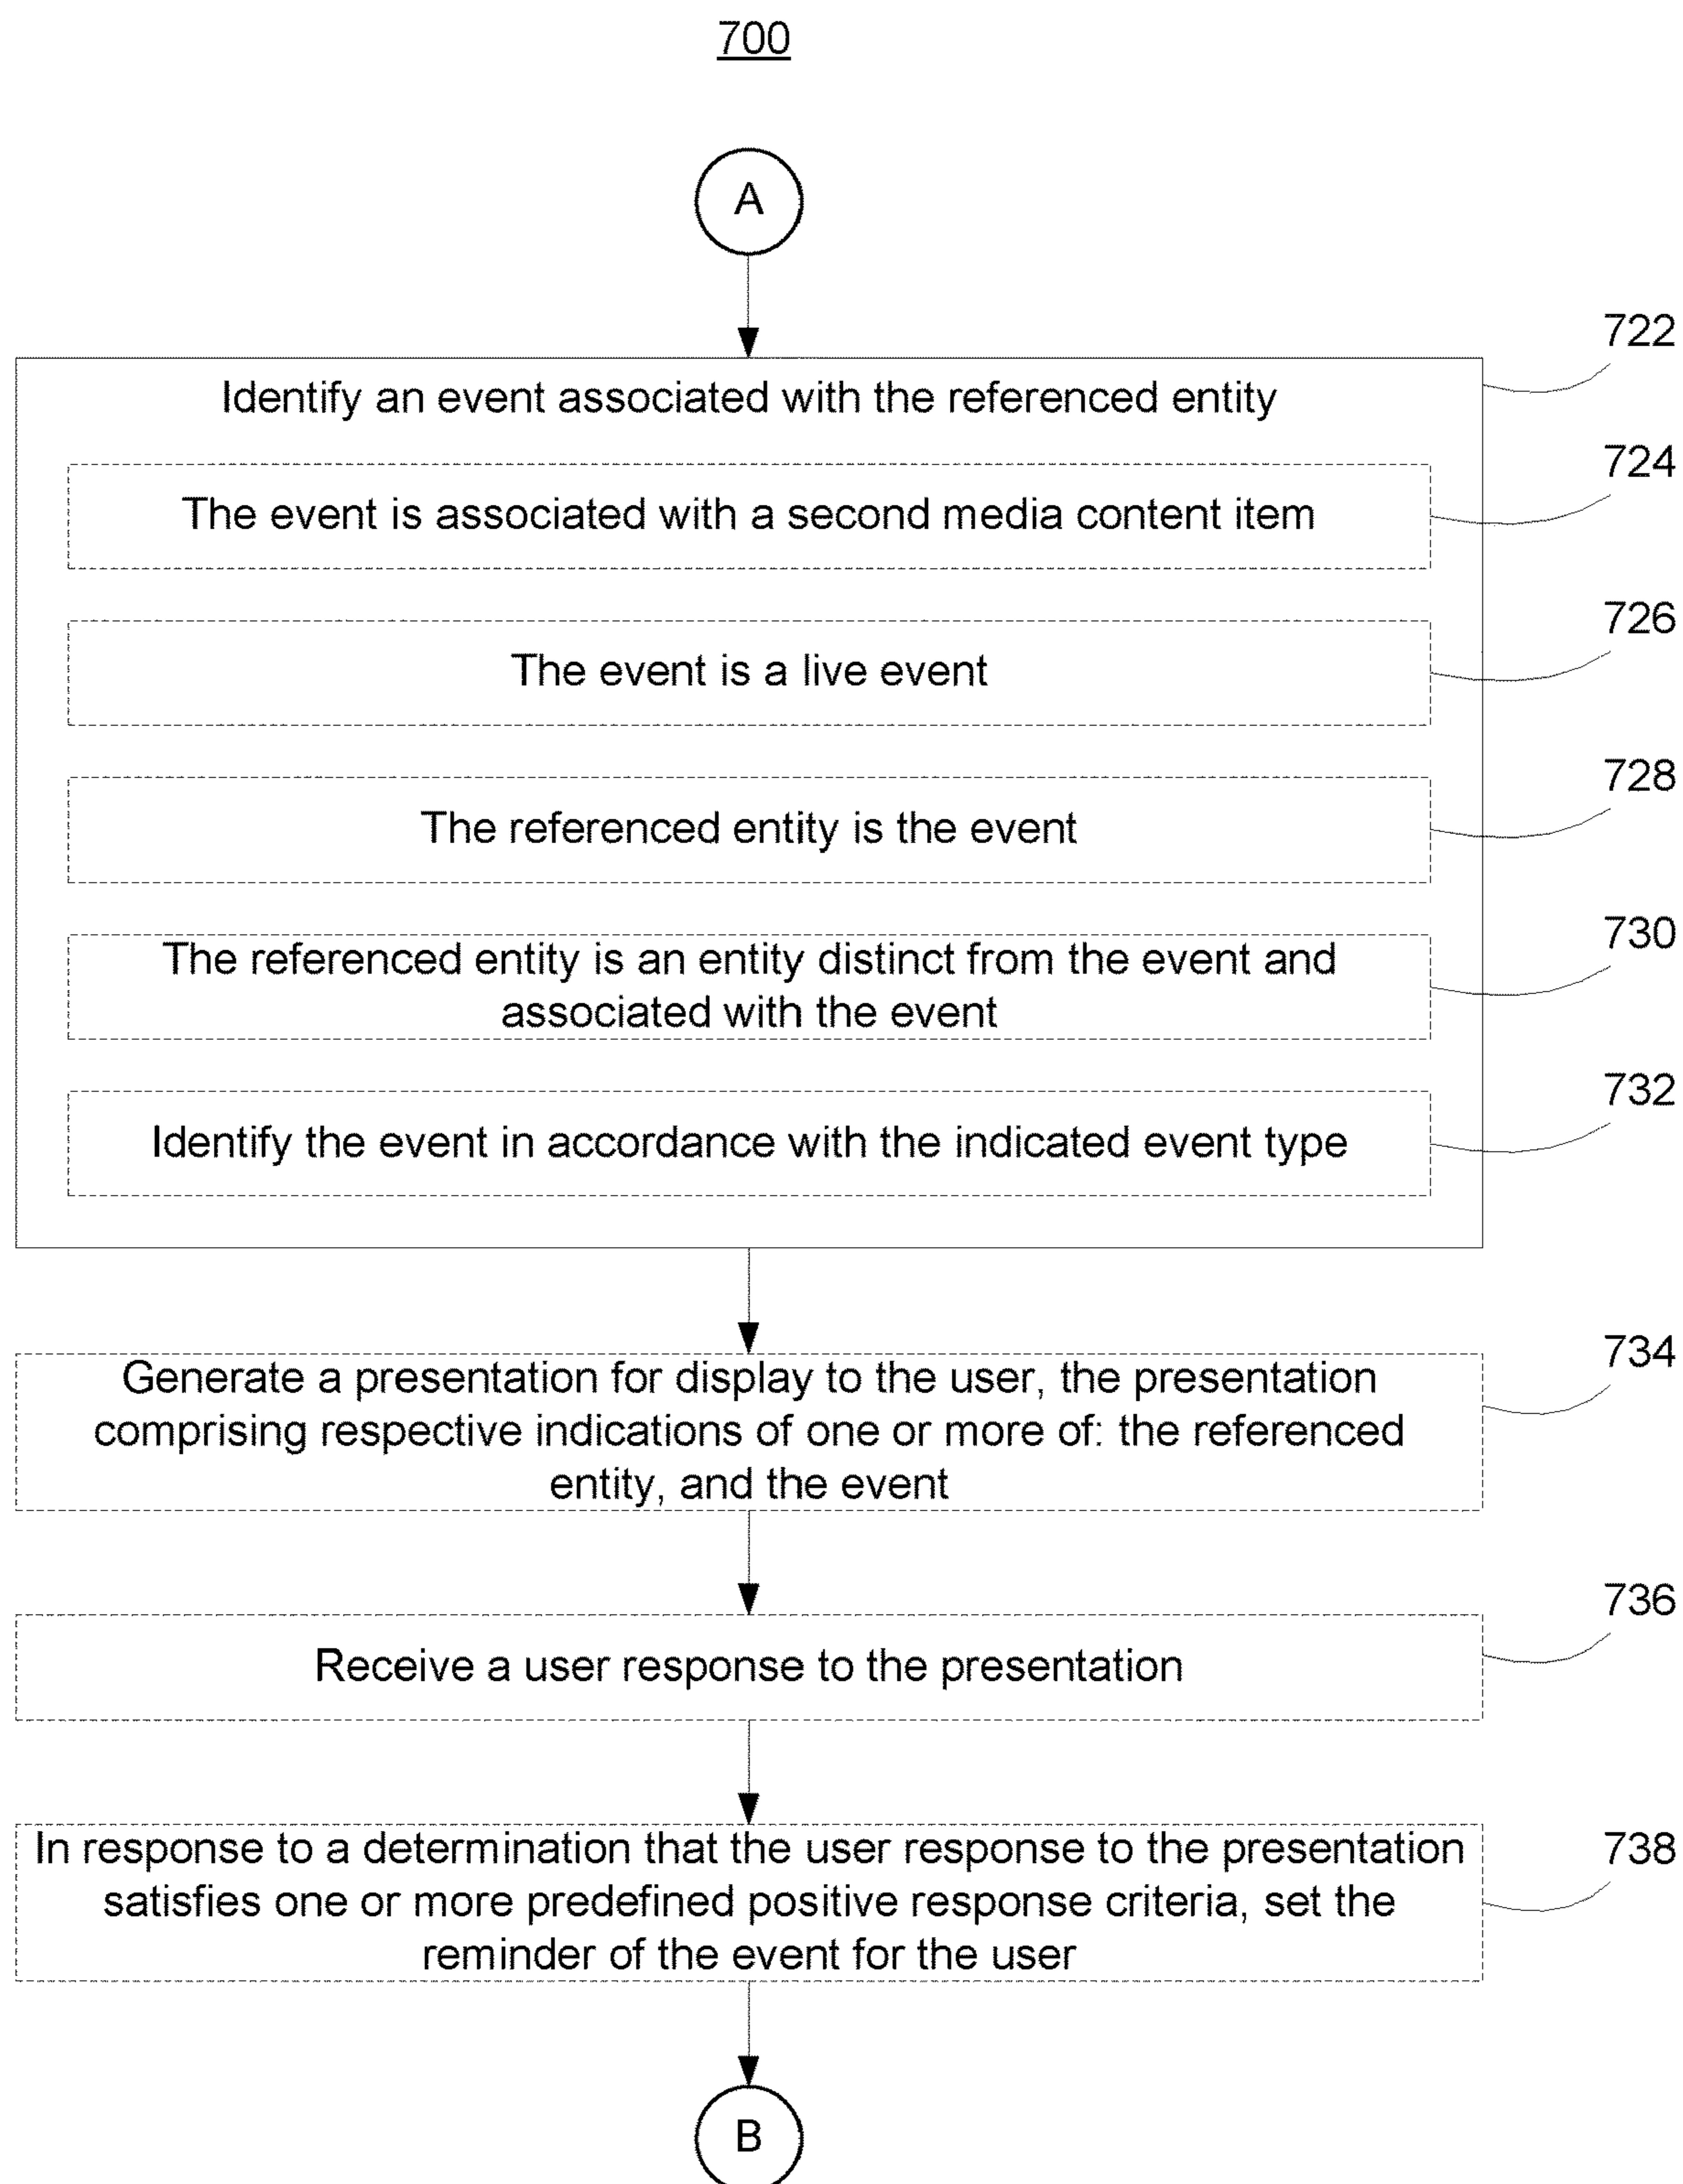 700
A
722
Identify an event associated with the referenced entity
724
The event is associated with a second media content item
726
The event is a live event
728
The referenced entity is the event
730
The referenced entity is an entity distinct from the event and
associated with the event
732
Identify the event in accordance with the indicated event type
734
Generate a presentation for display to the user, the presentation
comprising respective indications of one or more of: the referenced
entity, and the event
736
Receive a user response to the presentation
738
In response to a determination that the user response to the presentation
satisfies one or more predefined positive response criteria, set the
reminder of the event for the user
B